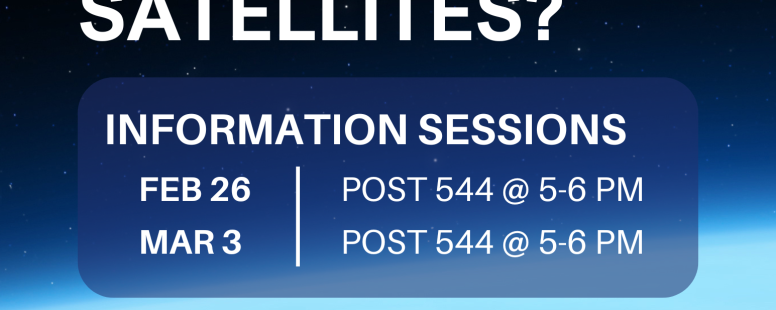 SATELLITES?
INFORMATION SESSIONS
FEB 26 POST 544 @ 5-6 PM
MAR 3 POST 544 @ 5-6 PM